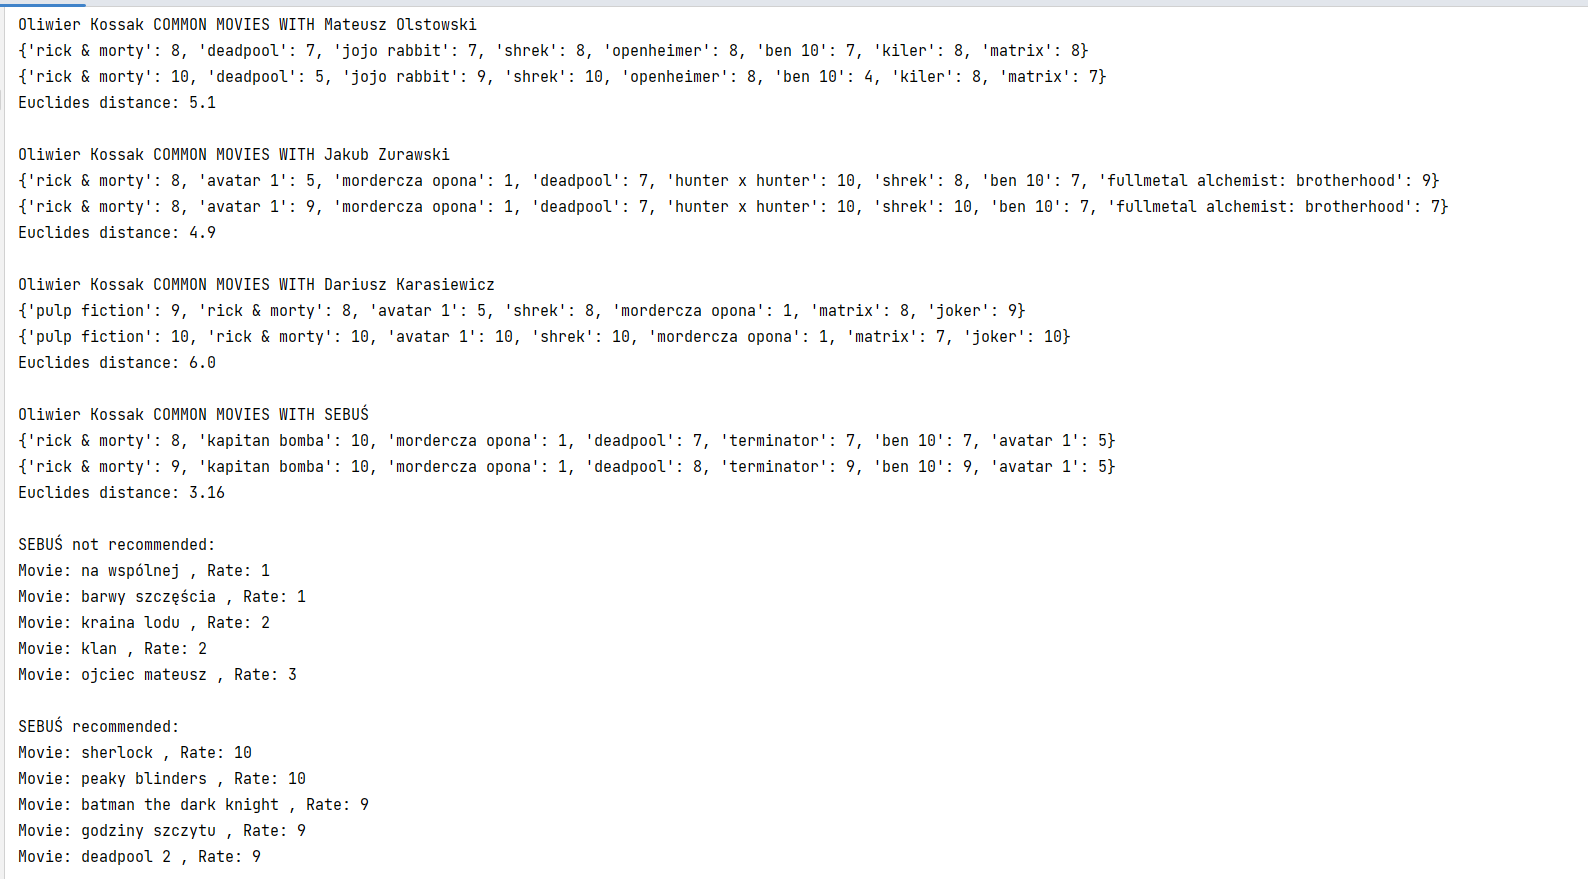 Oliwier Kossak COMMON MOVIES WITH Mateusz Olstowski
{'rick & morty': 8, 'deadpool': 7, 'jojo rabbit': 7, 'shrek': 8, 'openheimer': 8, 'ben 10': 7, 'kiler': 8, 'matrix': 8}
{'rick & morty': 10, 'deadpool': 5, 'jojo rabbit': 9, 'shrek': 10, 'openheimer': 8, 'ben 10': 4, 'kiler': 8, 'matrix': 7}
Euclides distance: 5.1
Oliwier Kossak COMMON MOVIES WITH Jakub Zurawski
{'rick & morty': 8, 'avatar 1': 5, 'mordercza opona': 1, 'deadpool': 7, 'hunter x hunter': 10, 'shrek': 8, 'ben 10': 7, 'fullmetal alchemist: brotherhood': 9}
{'rick & morty': 8, 'avatar 1': 9, 'mordercza opona': 1, 'deadpool': 7, 'hunter x hunter': 10, 'shrek': 10, 'ben 10': 7, 'fullmetal alchemist: brotherhood': 7}
Euclides distance: 4.9
Oliwier Kossak COMMON MOVIES WITH Dariusz Karasiewicz
{'pulp fiction': 9, 'rick & morty': 8, 'avatar 1': 5, 'shrek': 8, 'mordercza opona': 1, 'matrix': 8, 'joker': 9}
{'pulp fiction': 10, 'rick & morty': 10, 'avatar 1': 10, 'shrek': 10, 'mordercza opona': 1, 'matrix': 7, 'joker': 10}
Euclides distance: 6.0
Oliwier Kossak COMMON MOVIES WITH SEBUŚ
{'rick & morty': 8, 'kapitan bomba': 10, 'mordercza opona': 1, 'deadpool': 7, 'terminator': 7, 'ben 10': 7, 'avatar 1': 5}
{'rick & morty': 9, 'kapitan bomba': 10, 'mordercza opona': 1, 'deadpool': 8, 'terminator': 9, 'ben 10': 9, 'avatar 1': 5}
Euclides distance: 3.16
SEBUŚ not recommended:
Movie: na wspólnej , Rate: 1
Movie: barwy szczęścia , Rate: 1
Movie: kraina lodu , Rate: 2
Movie: klan , Rate: 2
Movie: ojciec mateusz , Rate: 3
SEBUŚ recommended:
Movie: sherlock , Rate: 10
Movie: peaky blinders , Rate: 10
Movie: batman the dark knight , Rate: 9
Movie: godziny szczytu , Rate: 9
Movie: deadpool 2 , Rate: 9